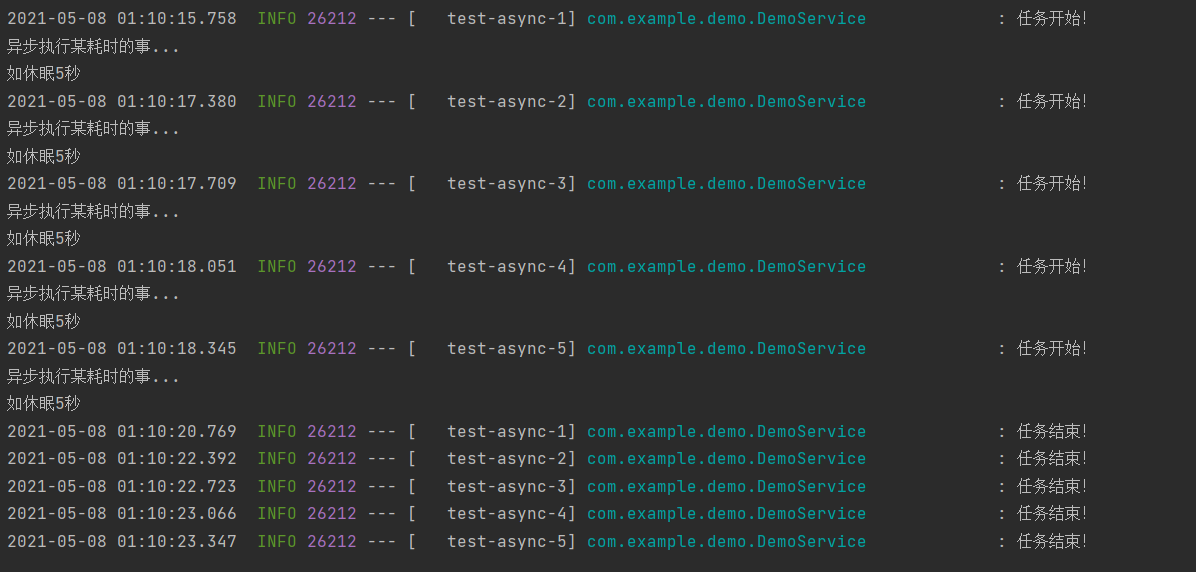 2021-05-08 01:10:15.758  INFO 26212 --- [   test-async-1] com.example.demo.DemoService             : 任务开始!
异步执行某耗时的事...
如休眠5秒
2021-05-08 01:10:17.380  INFO 26212 --- [   test-async-2] com.example.demo.DemoService             : 任务开始!
异步执行某耗时的事...
如休眠5秒
2021-05-08 01:10:17.709  INFO 26212 --- [   test-async-3] com.example.demo.DemoService             : 任务开始!
异步执行某耗时的事...
如休眠5秒
2021-05-08 01:10:18.051  INFO 26212 --- [   test-async-4] com.example.demo.DemoService             : 任务开始!
异步执行某耗时的事...
如休眠5秒
2021-05-08 01:10:18.345  INFO 26212 --- [   test-async-5] com.example.demo.DemoService             : 任务开始!
异步执行某耗时的事...
如休眠5秒
2021-05-08 01:10:20.769  INFO 26212 --- [   test-async-1] com.example.demo.DemoService             : 任务结束!
2021-05-08 01:10:22.392  INFO 26212 --- [   test-async-2] com.example.demo.DemoService             : 任务结束!
2021-05-08 01:10:22.723  INFO 26212 --- [   test-async-3] com.example.demo.DemoService             : 任务结束!
2021-05-08 01:10:23.066  INFO 26212 --- [   test-async-4] com.example.demo.DemoService             : 任务结束!
2021-05-08 01:10:23.347  INFO 26212 --- [   test-async-5] com.example.demo.DemoService             : 任务结束!